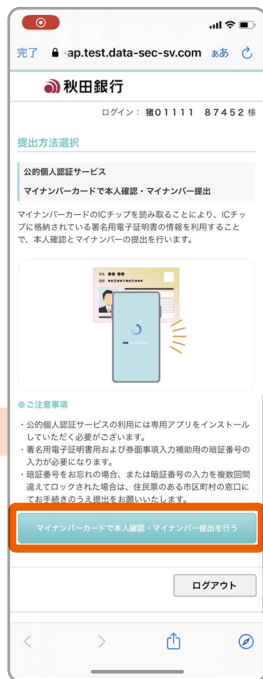 完了 -ap.test.data-sec-sv.com ぁあ
秋田銀行
ログイン： 猪０１１１１ ８７４５２ 様
提出方法選択
公的個人認証サービス
マイナンバーカードで本人確認・マイナンバー提出
マイナンバーカードのICチップを読み取ることにより、ICチッ
プに格納されている署名用電子証明書の情報を利用すること
で、本人確認とマイナンバーの提出を行います。
●ご注意事項
・公的個人認証サービスの利用には専用アプリをインストール
していただく必要がございます。
・署名用電子証明書用および券面事項入力補助用の暗証番号の
入力が必要になります。
・暗証番号をお忘れの場合、または暗証番号の入力を複数回間
違えてロックされた場合は、住民票のある市区町村の窓口に
てお手続きのうえ提出をお願いいたします。
マイナンバーカードで本人確認・マイナンバー提出を行う
ログアウト